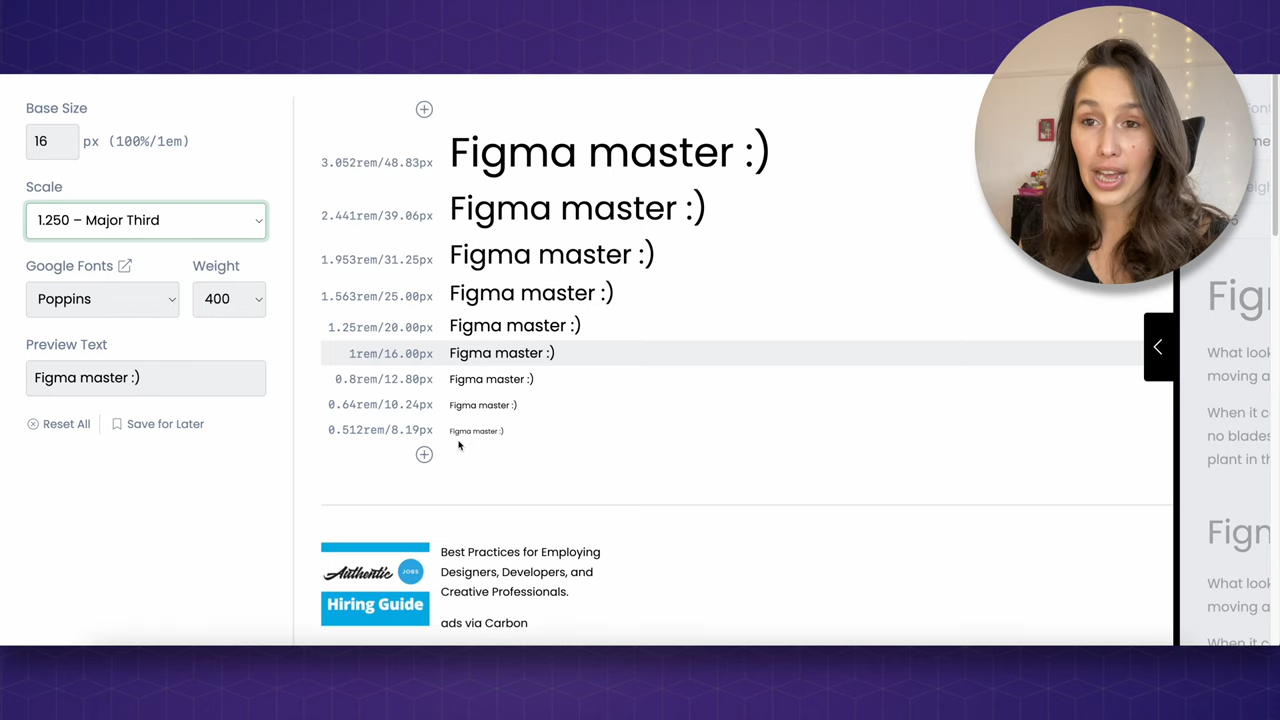 Base Size
16
px (100%/1em)
Scale
1.250 – Major Third
Google Fonts
Weight
Poppins
400
Preview Text
Figma master :)
Reset All
Save for Later
3.052rem/48.83px Figma master :)
2.441rem/39.06px Figma master :)
1.953rem/31.25px Figma master :)
1.563rem/25.00px Figma master :)
1.25rem/20.00px Figma master :)
1rem/16.00px Figma master :)
0.8rem/12.80px Figma master :)
0.64rem/10.24px Figma master :)
0.512rem/8.19px Figma master :)
Authentic JOBS
Hiring Guide
Best Practices for Employing
Designers, Developers, and
Creative Professionals.
ads via Carbon
What look
moving a
When it c
no blades
plant in th
What look
moving a
When it c